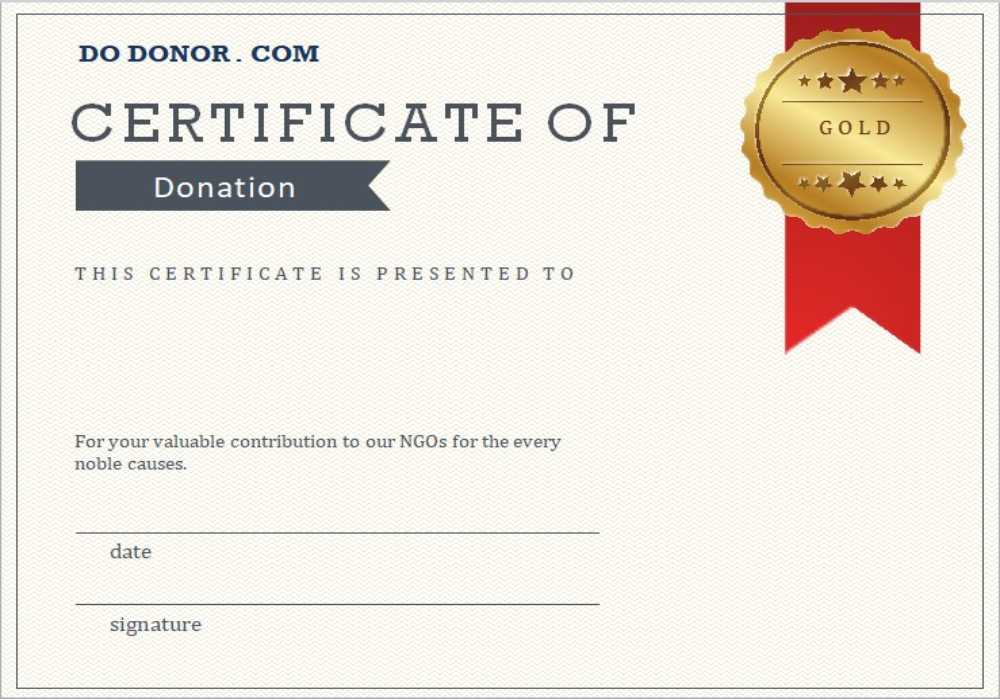 DO DONOR . COM
CERTIFICATE OF
Donation
GOLD
THIS CERTIFICATE IS PRESENTED TO
For your valuable contribution to our NGOs for the every
noble causes.
date
signature